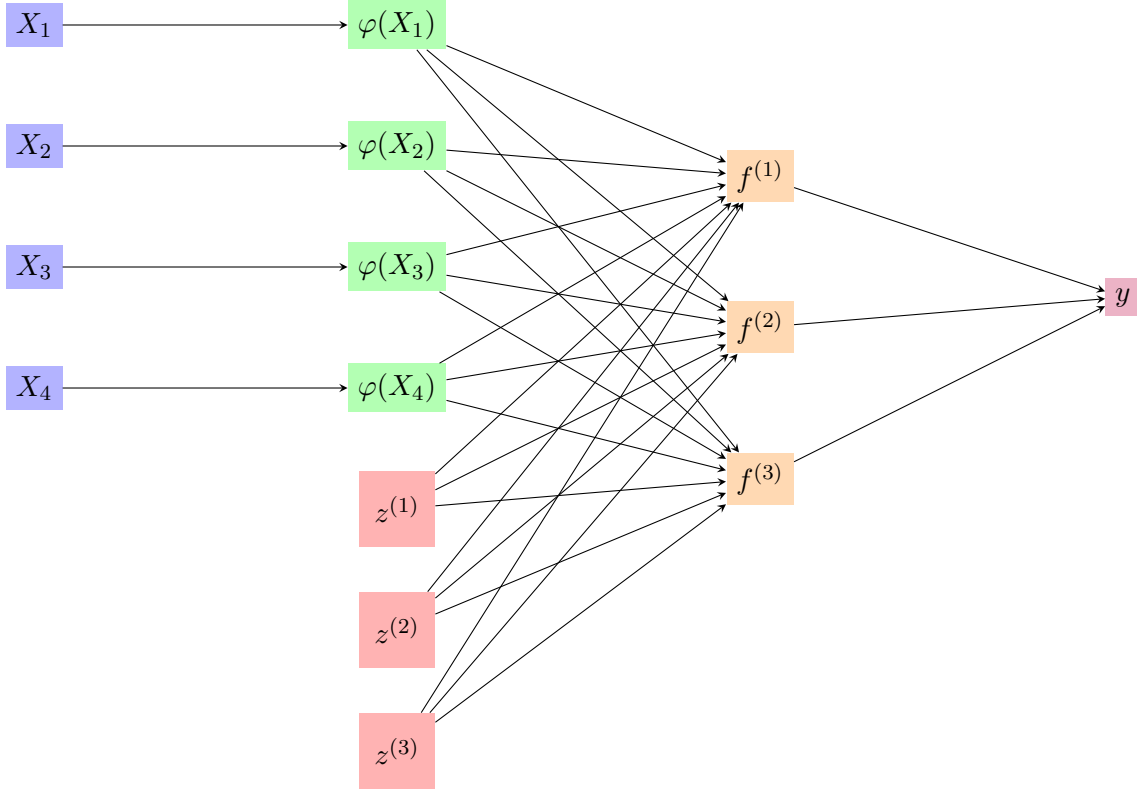 X₁
φ(X₁)
X₂
φ(X₂)
f⁽¹⁾
X₃
φ(X₃)
y
f⁽²⁾
X₄
φ(X₄)
f⁽³⁾
z⁽¹⁾
z⁽²⁾
z⁽³⁾